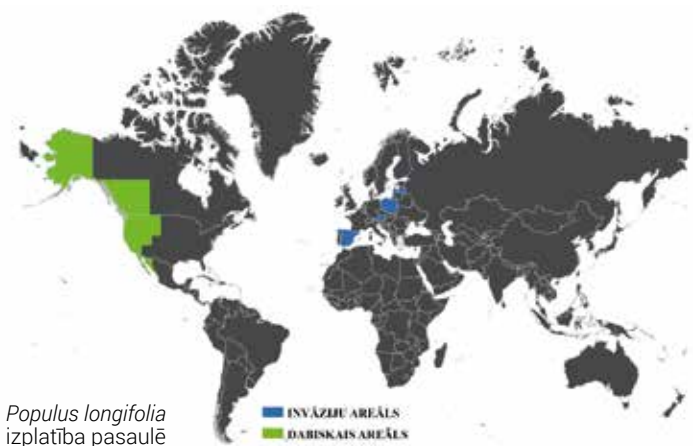 Populus longifolia
izplatība pasaulē
INVĀZIJU AREĀLS
DABISKAIS AREĀLS